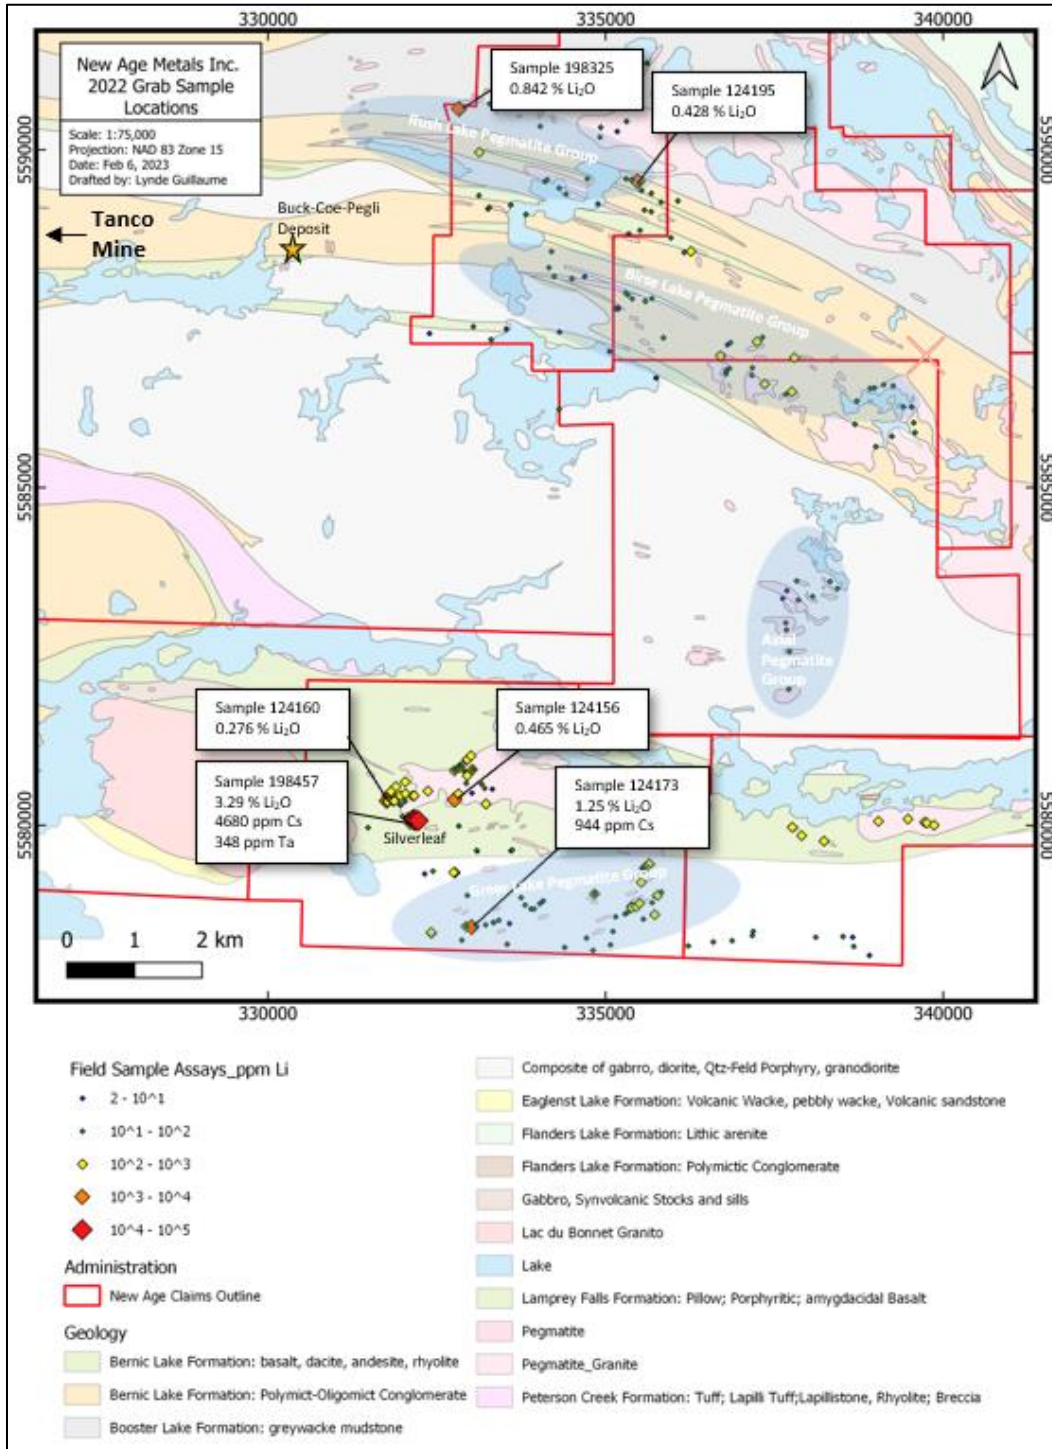 330000
335000
340000
New Age Metals Inc.
2022 Grab Sample
Locations
Scale: 1:75,000
Projection: NAD 83 Zone 15
Date: Feb 6, 2023
Drafted by: Lynde Guillaume
Sample 198325
0.842 % Li₂O
Sample 124195
0.428 % Li₂O
Rush Lake Pegmatite Group
5590000
5590000
Tanco
Mine
Buck-Coe-Pegli
Deposit
Birse Lake Pegmatite Group
5585000
5585000
Axial
Pegmatite
Group
Sample 124160
0.276 % Li₂O
Sample 124156
0.465 % Li₂O
Sample 198457
3.29 % Li₂O
4680 ppm Cs
348 ppm Ta
Sample 124173
1.25 % Li₂O
944 ppm Cs
5580000
5580000
Silverleaf
Greer Lake Pegmatite Group
0 1 2 km
330000
335000
340000
Field Sample Assays_ppm Li
2 - 10^1
10^1 - 10^2
10^2 - 10^3
10^3 - 10^4
10^4 - 10^5
Administration
New Age Claims Outline
Geology
Bernic Lake Formation: basalt, dacite, andesite, rhyolite
Bernic Lake Formation: Polymict-Oligomict Conglomerate
Booster Lake Formation: greywacke mudstone
Composite of gabrro, diorite, Qtz-Feld Porphyry, granodiorite
Eaglenst Lake Formation: Volcanic Wacke, pebbly wacke, Volcanic sandstone
Flanders Lake Formation: Lithic arenite
Flanders Lake Formation: Polymictic Conglomerate
Gabbro, Synvolcanic Stocks and sills
Lac du Bonnet Granito
Lake
Lamprey Falls Formation: Pillow; Porphyritic; amygdacidal Basalt
Pegmatite
Pegmatite_Granite
Peterson Creek Formation: Tuff; Lapilli Tuff;Lapillistone, Rhyolite; Breccia